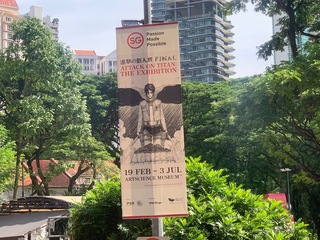 SG
Passion
Made
Possible
進撃の巨人展 FINAL
ATTACK ON TITAN
THE EXHIBITION
19 FEB - 3 JUL
ARTSCIENCE MUSEUM